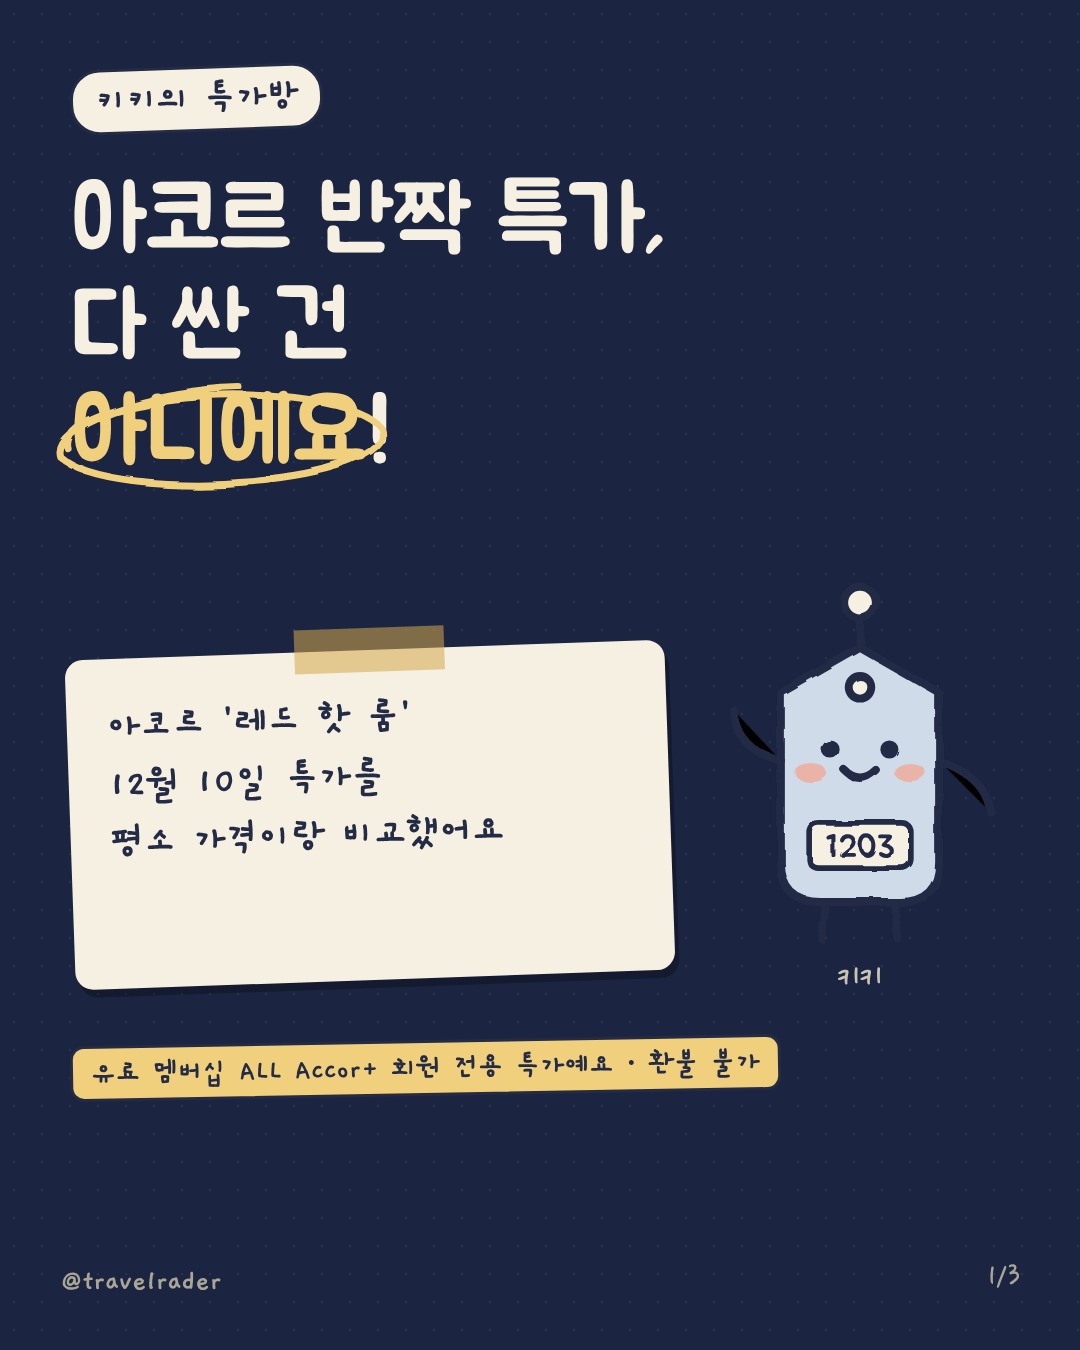 키키의 특가방
아코르 반짝 특가,
다 싼 건
아니에요!
아코르 '레드 핫 룸'
12월 10일 특가를
평소 가격이랑 비교했어요
1203
키키
유료 멤버십 ALL Accor+ 회원 전용 특가예요 · 환불 불가
@travelrader
1/3